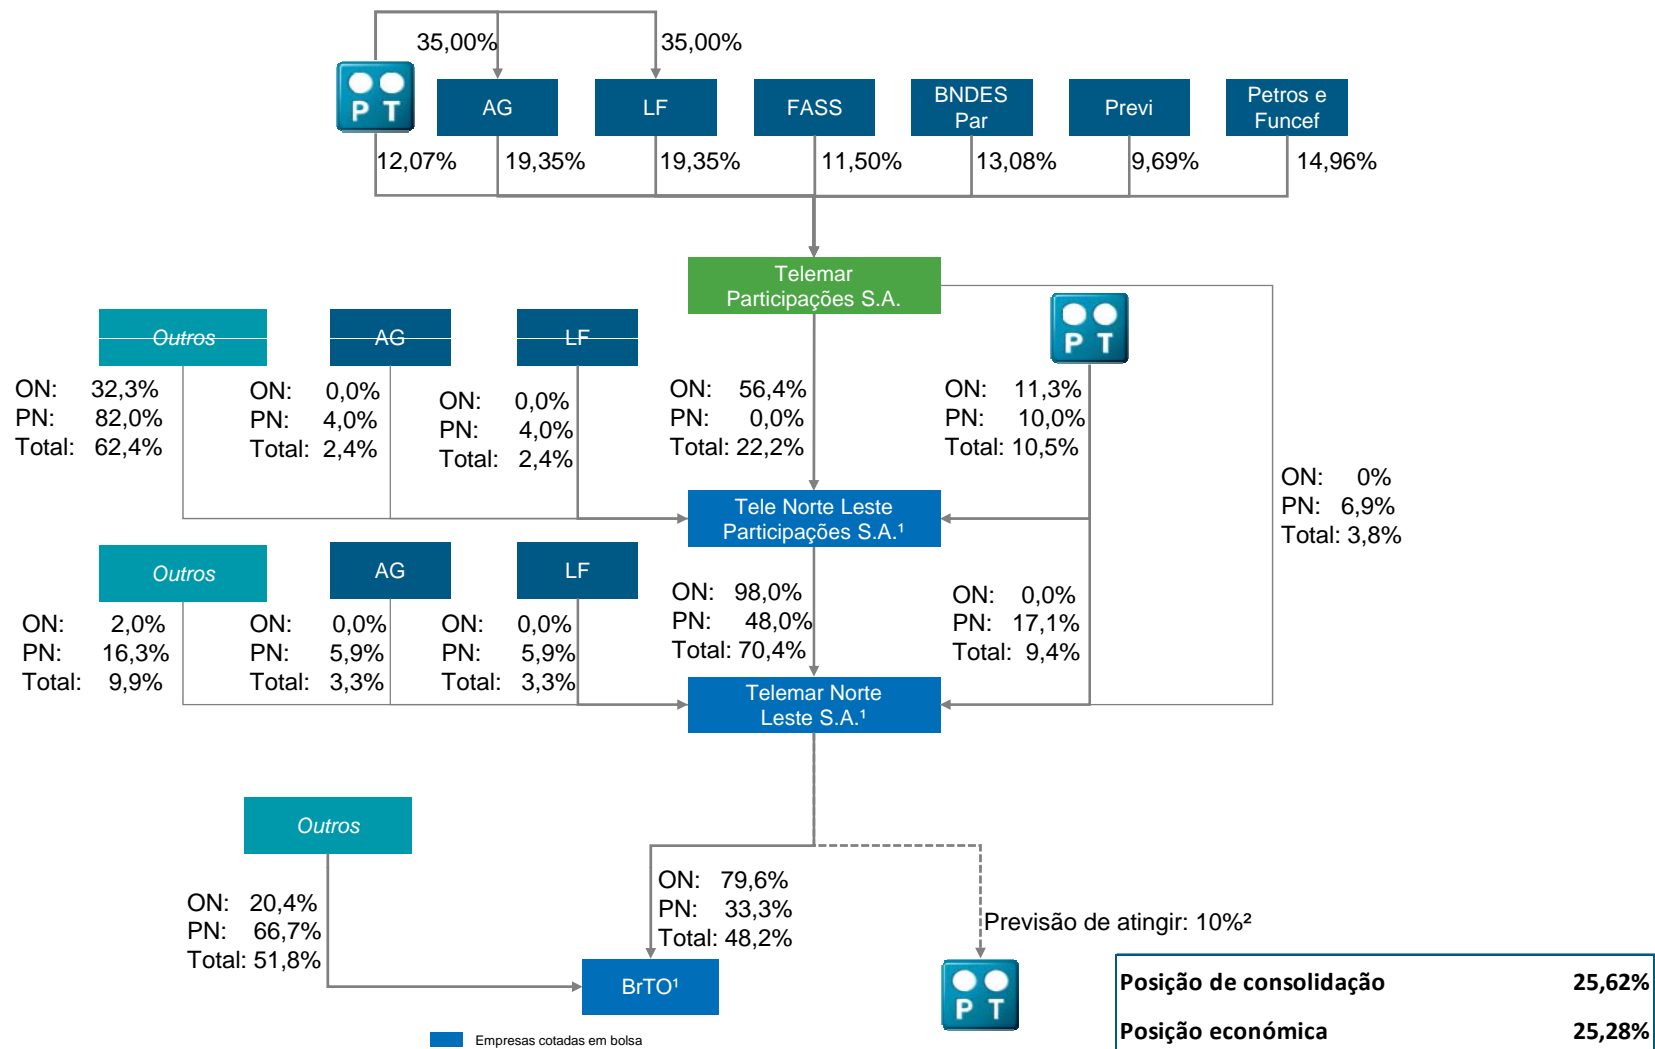 35,00%
35,00%
P T
AG
LF
FASS
BNDES
Par
Previ
Petros e
Funcef
12,07%
19,35%
19,35%
11,50%
13,08%
9,69%
14,96%
Telemar
Participações S.A.
Outros
AG
LF
P T
ON: 32,3%
PN: 82,0%
Total: 62,4%
ON: 0,0%
PN: 4,0%
Total: 2,4%
ON: 0,0%
PN: 4,0%
Total: 2,4%
ON: 56,4%
PN: 0,0%
Total: 22,2%
ON: 11,3%
PN: 10,0%
Total: 10,5%
ON: 0%
PN: 6,9%
Total: 3,8%
Tele Norte Leste
Participações S.A.¹
Outros
AG
LF
ON: 2,0%
PN: 16,3%
Total: 9,9%
ON: 0,0%
PN: 5,9%
Total: 3,3%
ON: 0,0%
PN: 5,9%
Total: 3,3%
ON: 98,0%
PN: 48,0%
Total: 70,4%
ON: 0,0%
PN: 17,1%
Total: 9,4%
Telemar Norte
Leste S.A.¹
Outros
ON: 20,4%
PN: 66,7%
Total: 51,8%
ON: 79,6%
PN: 33,3%
Total: 48,2%
Previsão de atingir: 10%²
BrTO¹
P T
Posição de consolidação 25,62%
Posição económica 25,28%
Empresas cotadas em bolsa